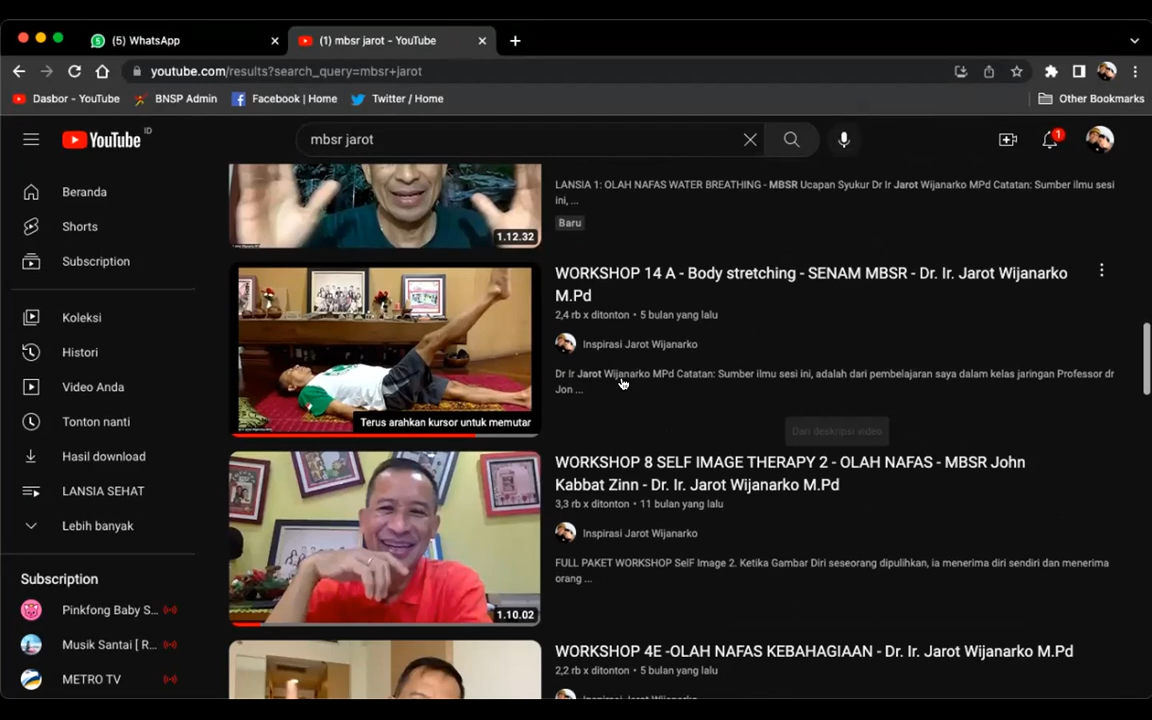 (5) WhatsApp
(1) mbsr jarot - YouTube
youtube.com/results?search_query=mbsr+jarot
Dasbor - YouTube
BNSP Admin
Facebook | Home
Twitter / Home
Other Bookmarks
YouTube ID
mbsr jarot
1
Beranda
Shorts
Subscription
Koleksi
Histori
Video Anda
Tonton nanti
Hasil download
LANSIA SEHAT
Lebih banyak
Subscription
Pinkfong Baby S...
Musik Santai [ R...
METRO TV
1.12.32
LANSIA 1: OLAH NAFAS WATER BREATHING - MBSR Ucapan Syukur Dr Ir Jarot Wijanarko MPd Catatan: Sumber ilmu sesi
ini, ...
Baru
Terus arahkan kursor untuk memutar
WORKSHOP 14 A - Body stretching - SENAM MBSR - Dr. Ir. Jarot Wijanarko
M.Pd
2,4 rb x ditonton • 5 bulan yang lalu
Inspirasi Jarot Wijanarko
Dr Ir Jarot Wijanarko MPd Catatan: Sumber ilmu sesi ini, adalah dari pembelajaran saya dalam kelas jaringan Professor dr
Jon ...
Dari deskripsi video
1.10.02
WORKSHOP 8 SELF IMAGE THERAPY 2 - OLAH NAFAS - MBSR John
Kabbat Zinn - Dr. Ir. Jarot Wijanarko M.Pd
3,3 rb x ditonton • 11 bulan yang lalu
Inspirasi Jarot Wijanarko
FULL PAKET WORKSHOP SelF Image 2. Ketika Gambar Diri seseorang dipulihkan, ia menerima diri sendiri dan menerima
orang ...
WORKSHOP 4E -OLAH NAFAS KEBAHAGIAAN - Dr. Ir. Jarot Wijanarko M.Pd
2,2 rb x ditonton • 5 bulan yang lalu